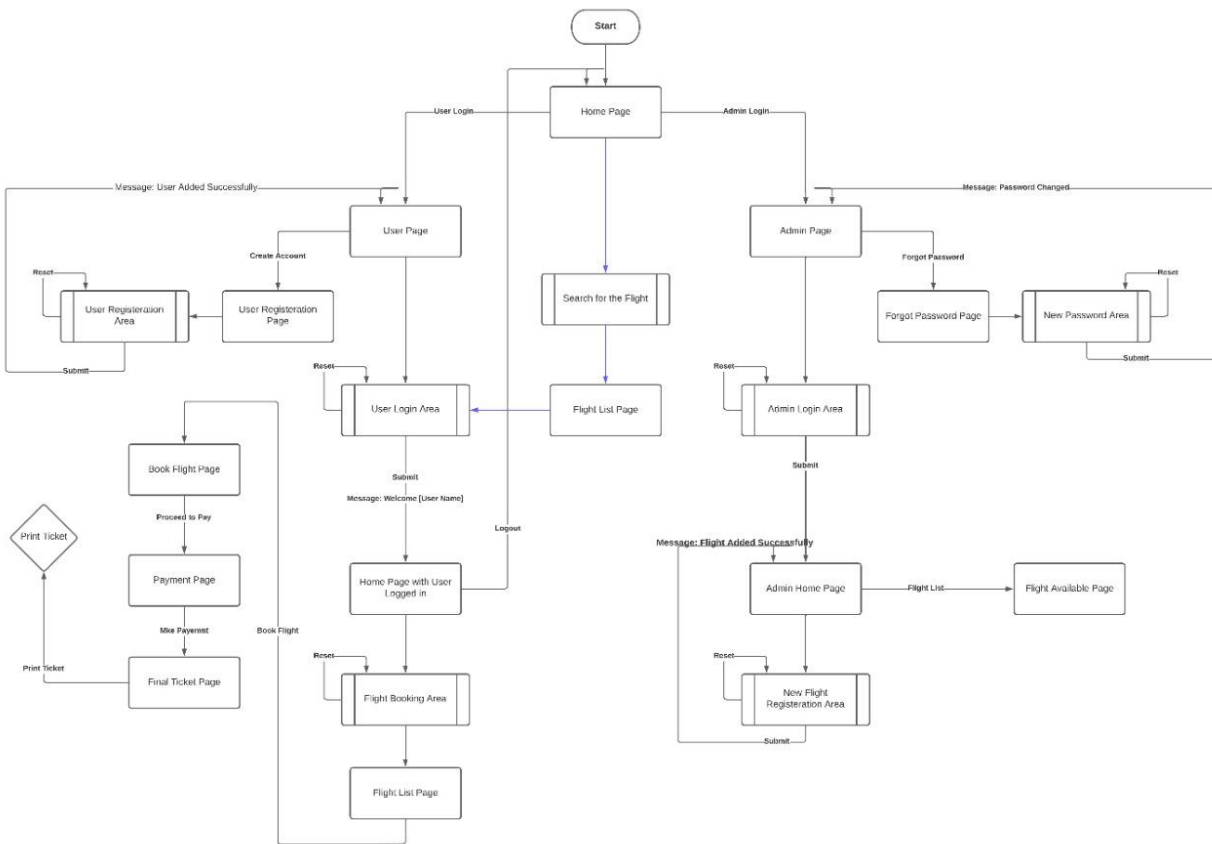 Start
Home Page
User Login
Admin Login
Message: User Added Successfully
Message: Password Changed
User Page
Admin Page
Create Account
Forgot Password
Reset
Reset
User Registeration
Area
User Registeration
Page
Search for the Flight
Forgot Password Page
New Password Area
Submit
Submit
Reset
Reset
User Login Area
Flight List Page
Admin Login Area
Book Flight Page
Submit
Submit
Message: Welcome [User Name]
Proceed to Pay
Logout
Print Ticket
Message: Flight Added Successfully
Payment Page
Home Page with User
Logged in
Admin Home Page
Flight List
Flight Available Page
Mke Payemnt
Book Flight
Print Ticket
Final Ticket Page
Reset
Reset
Flight Booking Area
New Flight
Registeration Area
Submit
Flight List Page